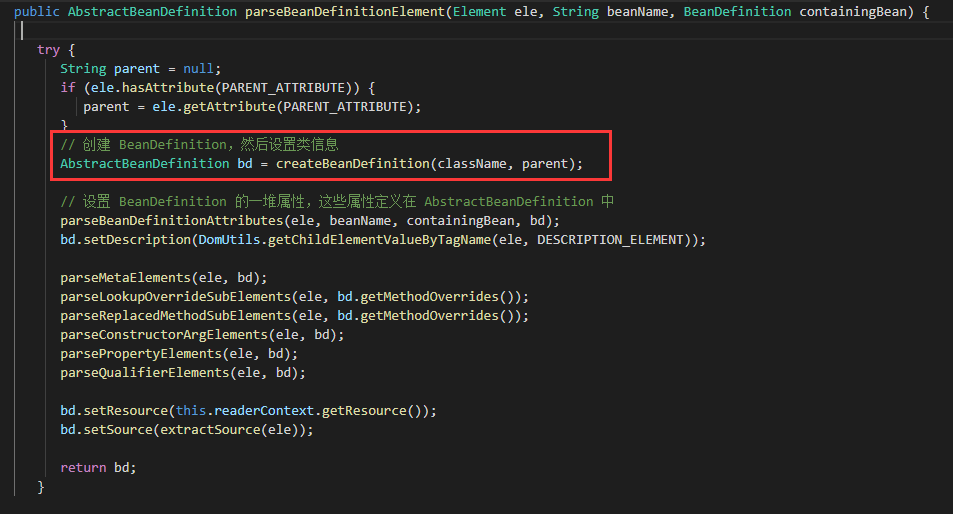 public AbstractBeanDefinition parseBeanDefinitionElement(Element ele, String beanName, BeanDefinition containingBean) {
try {
String parent = null;
if (ele.hasAttribute(PARENT_ATTRIBUTE)) {
parent = ele.getAttribute(PARENT_ATTRIBUTE);
}
// 创建 BeanDefinition，然后设置类信息
AbstractBeanDefinition bd = createBeanDefinition(className, parent);
// 设置 BeanDefinition 的一堆属性，这些属性定义在 AbstractBeanDefinition 中
parseBeanDefinitionAttributes(ele, beanName, containingBean, bd);
bd.setDescription(DomUtils.getChildElementValueByTagName(ele, DESCRIPTION_ELEMENT));
parseMetaElements(ele, bd);
parseLookupOverrideSubElements(ele, bd.getMethodOverrides());
parseReplacedMethodSubElements(ele, bd.getMethodOverrides());
parseConstructorArgElements(ele, bd);
parsePropertyElements(ele, bd);
parseQualifierElements(ele, bd);
bd.setResource(this.readerContext.getResource());
bd.setSource(extractSource(ele));
return bd;
}